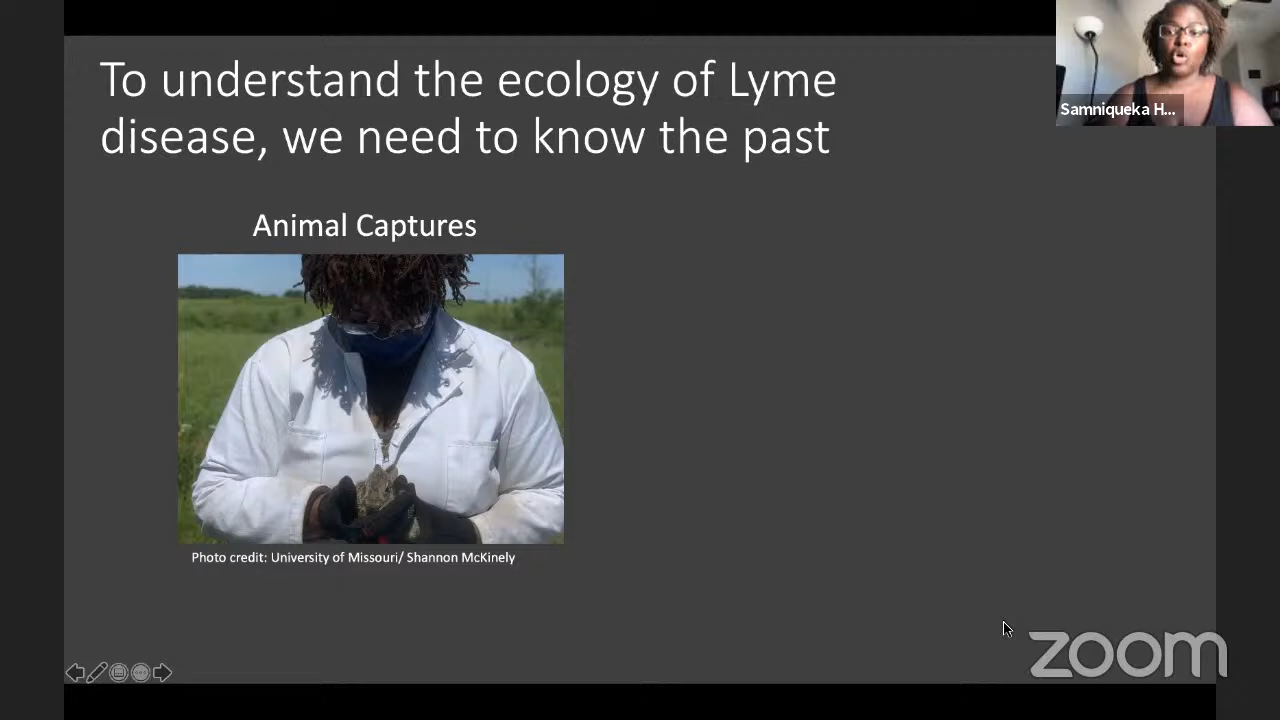 To understand the ecology of Lyme
disease, we need to know the past
Samniqueka H...
Animal Captures
Photo credit: University of Missouri/ Shannon McKinely
zoom